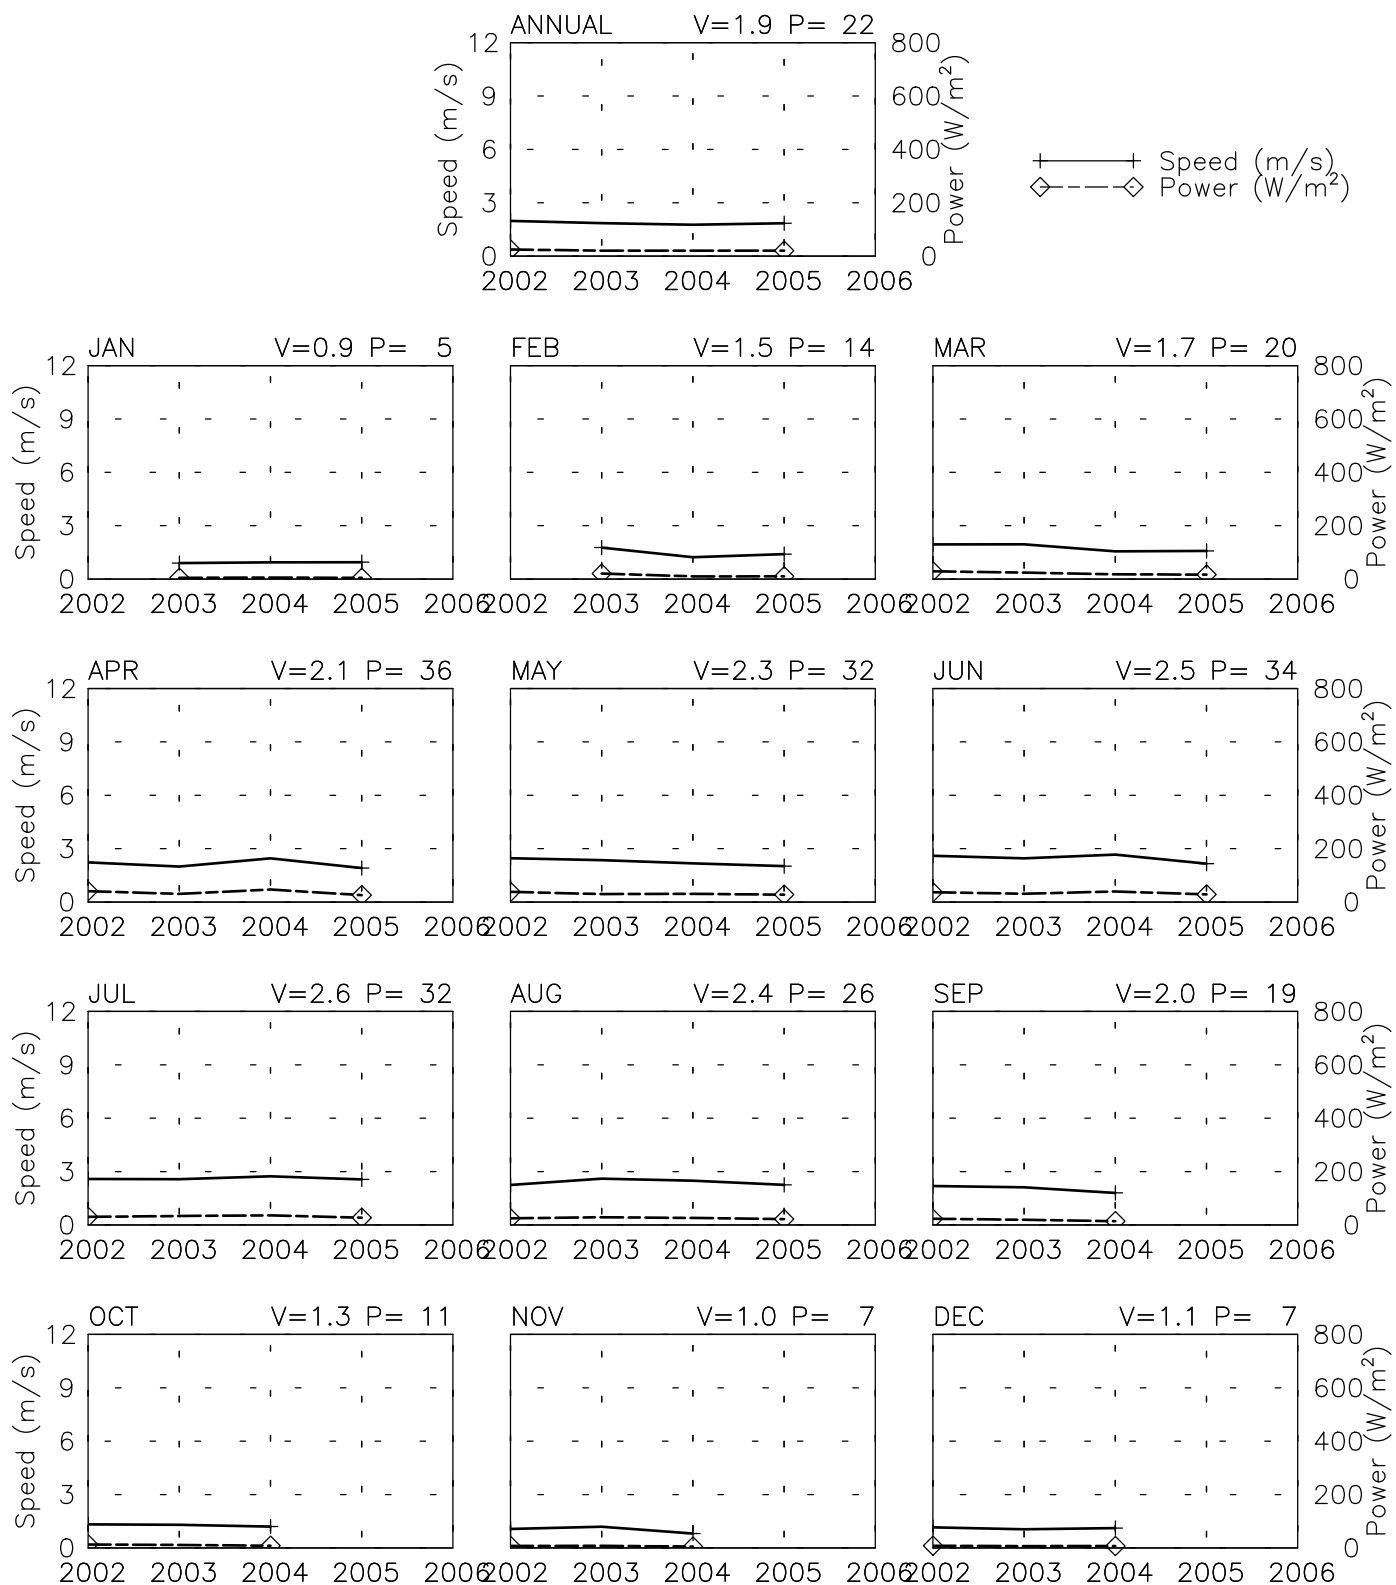 ANNUAL V=1.9 P= 22
12 800
9 600
6 400
3 200
0 0
Speed (m/s)
Power (W/m²)
2002 2003 2004 2005 2006
Speed (m/s)
Power (W/m²)
JAN V=0.9 P= 5 FEB V=1.5 P= 14 MAR V=1.7 P= 20
12 800
9 600
6 400
3 200
0 0
Speed (m/s)
Power (W/m²)
2002 2003 2004 2005 2006 2002 2003 2004 2005 2006 2002 2003 2004 2005 2006
APR V=2.1 P= 36 MAY V=2.3 P= 32 JUN V=2.5 P= 34
12 800
9 600
6 400
3 200
0 0
Speed (m/s)
Power (W/m²)
2002 2003 2004 2005 2006 2002 2003 2004 2005 2006 2002 2003 2004 2005 2006
JUL V=2.6 P= 32 AUG V=2.4 P= 26 SEP V=2.0 P= 19
12 800
9 600
6 400
3 200
0 0
Speed (m/s)
Power (W/m²)
2002 2003 2004 2005 2006 2002 2003 2004 2005 2006 2002 2003 2004 2005 2006
OCT V=1.3 P= 11 NOV V=1.0 P= 7 DEC V=1.1 P= 7
12 800
9 600
6 400
3 200
0 0
Speed (m/s)
Power (W/m²)
2002 2003 2004 2005 2006 2002 2003 2004 2005 2006 2002 2003 2004 2005 2006